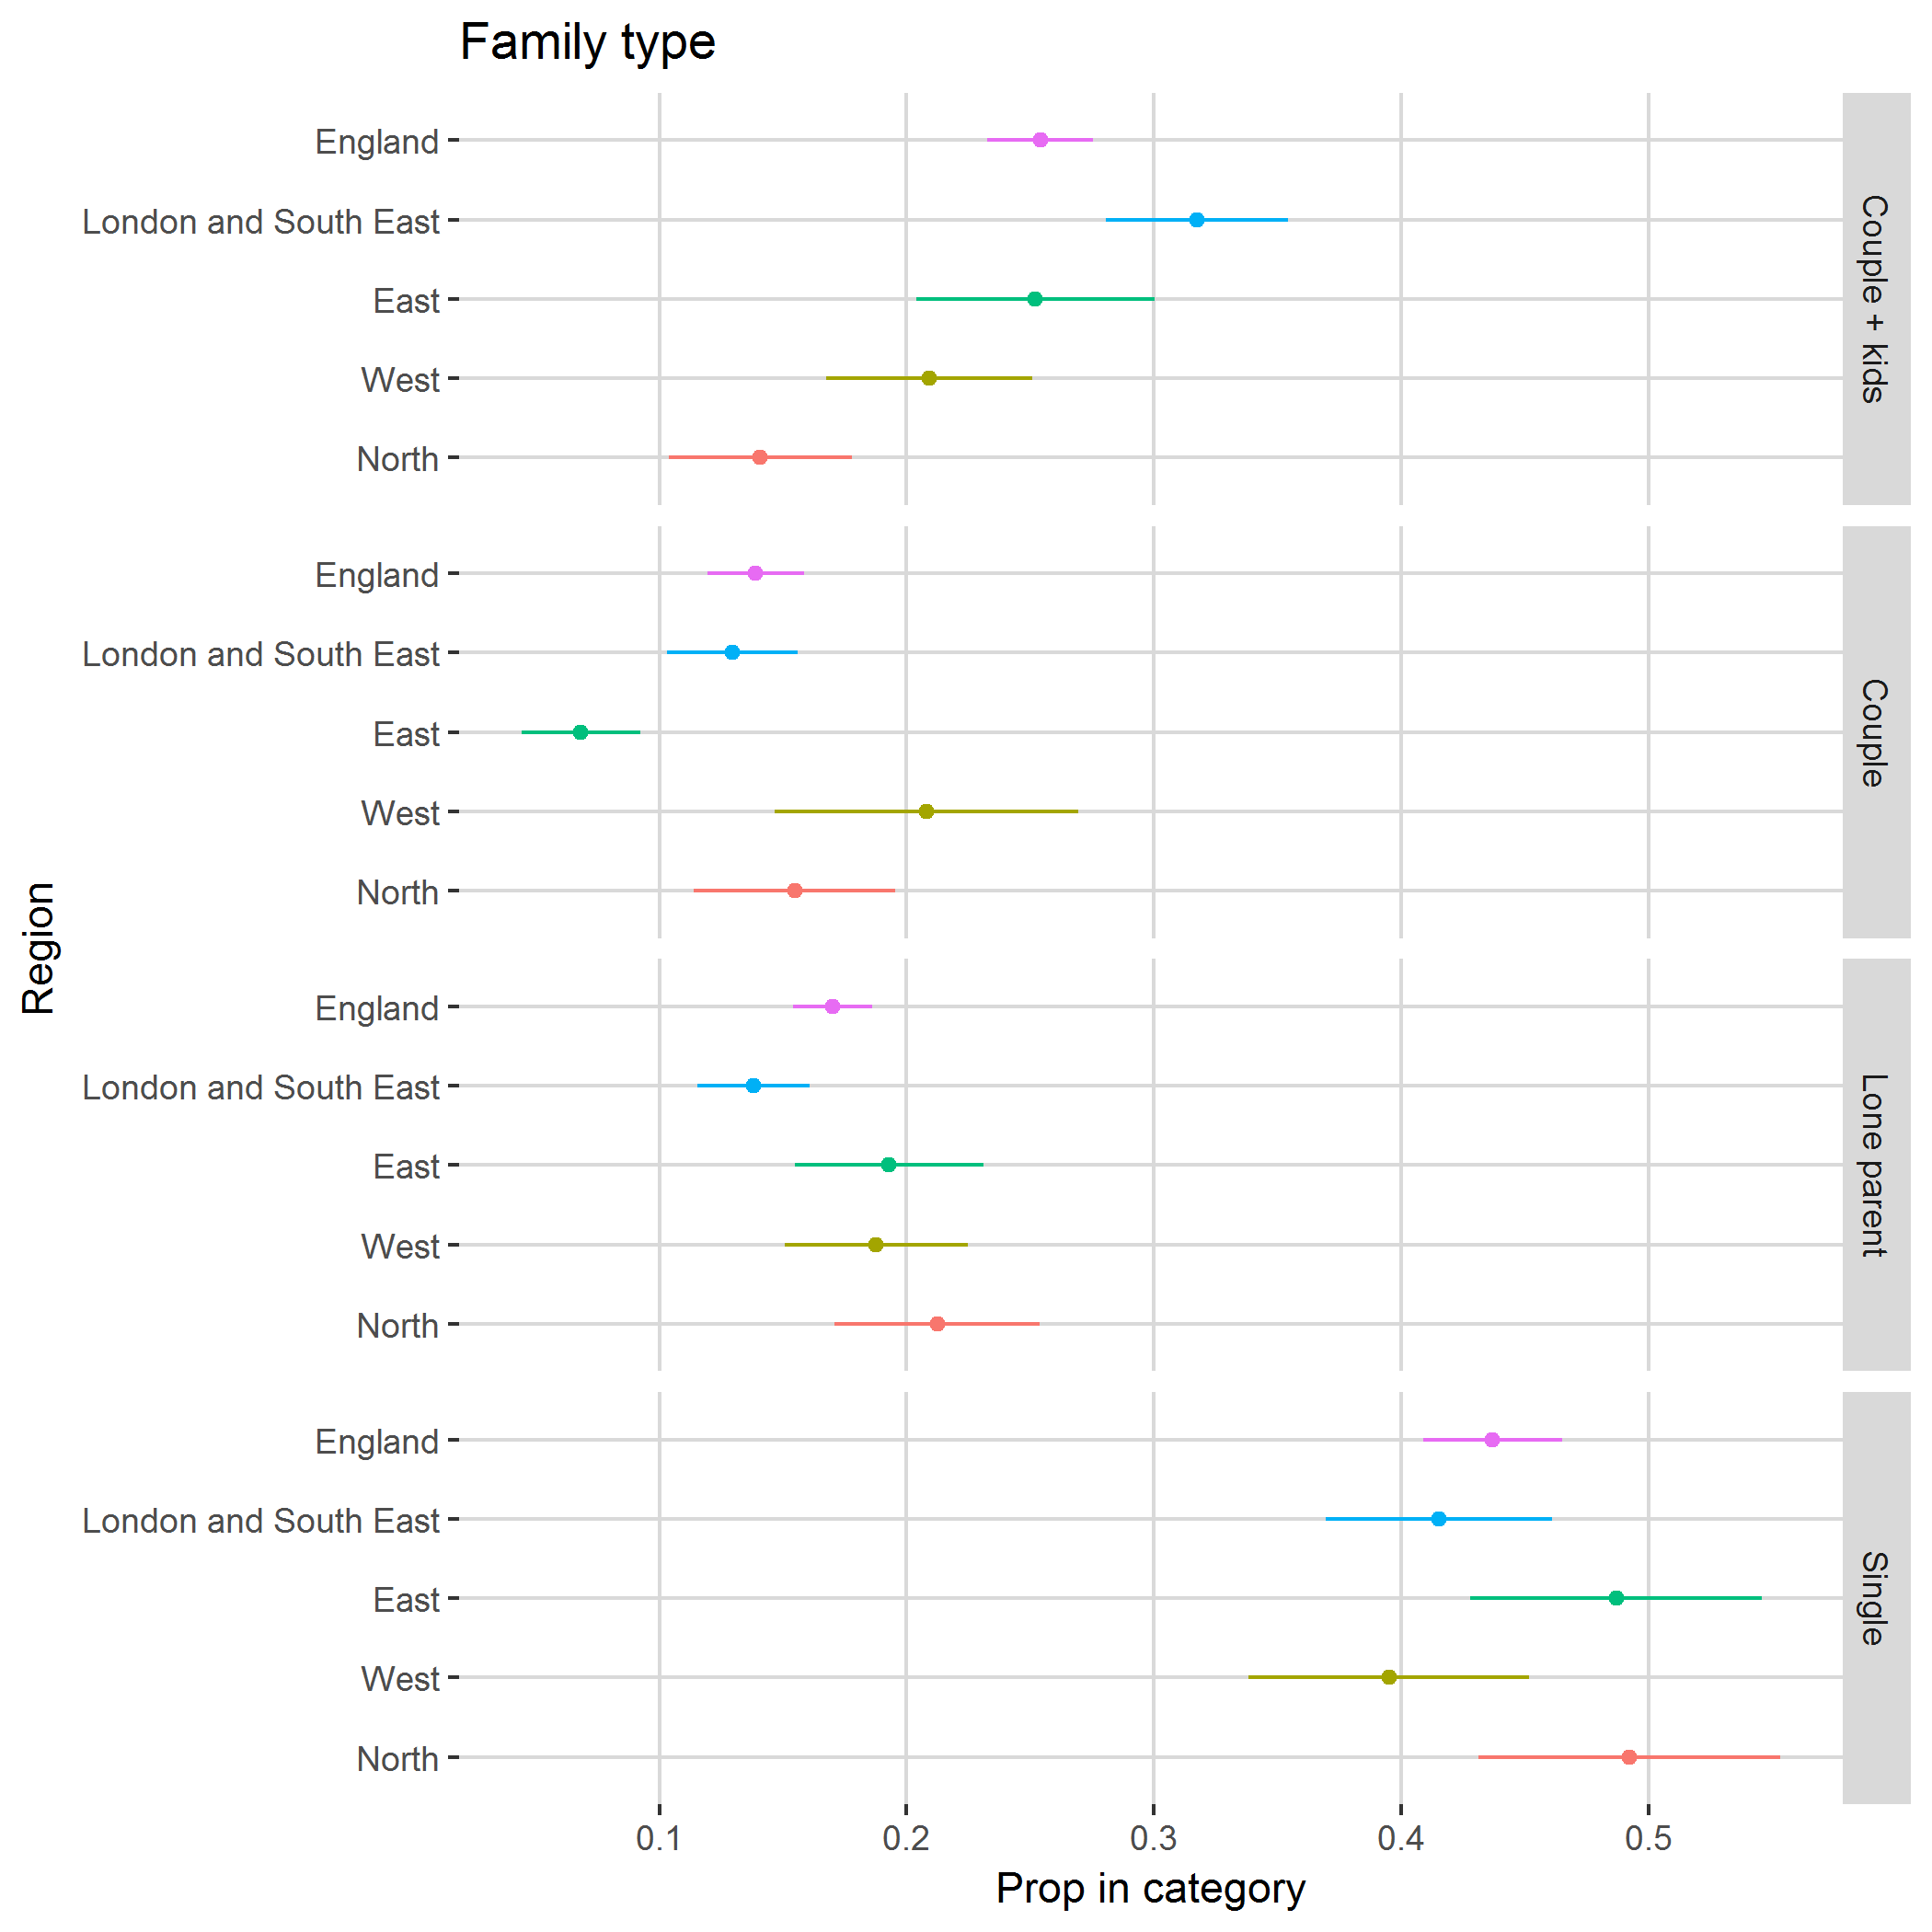 Family type
England
London and South East
East
West
North
Couple + kids
England
London and South East
East
West
North
Couple
Region
England
London and South East
East
West
North
Lone parent
England
London and South East
East
West
North
Single
0.1 0.2 0.3 0.4 0.5
Prop in category